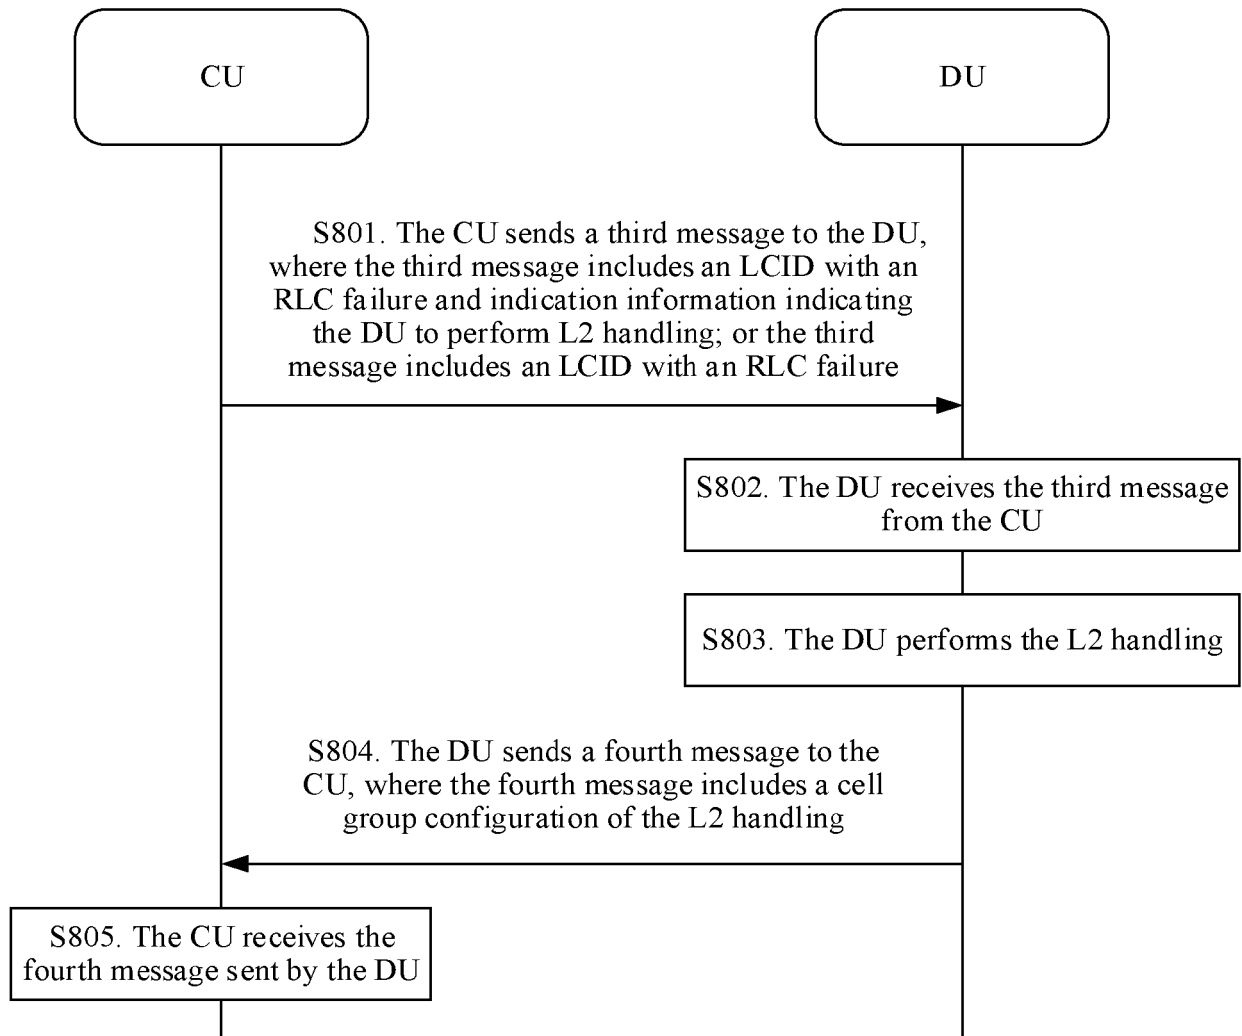 CU
DU
S801. The CU sends a third message to the DU,
where the third message includes an LCID with an
RLC failure and indication information indicating
the DU to perform L2 handling; or the third
message includes an LCID with an RLC failure
S802. The DU receives the third message
from the CU
S803. The DU performs the L2 handling
S804. The DU sends a fourth message to the
CU, where the fourth message includes a cell
group configuration of the L2 handling
S805. The CU receives the
fourth message sent by the DU